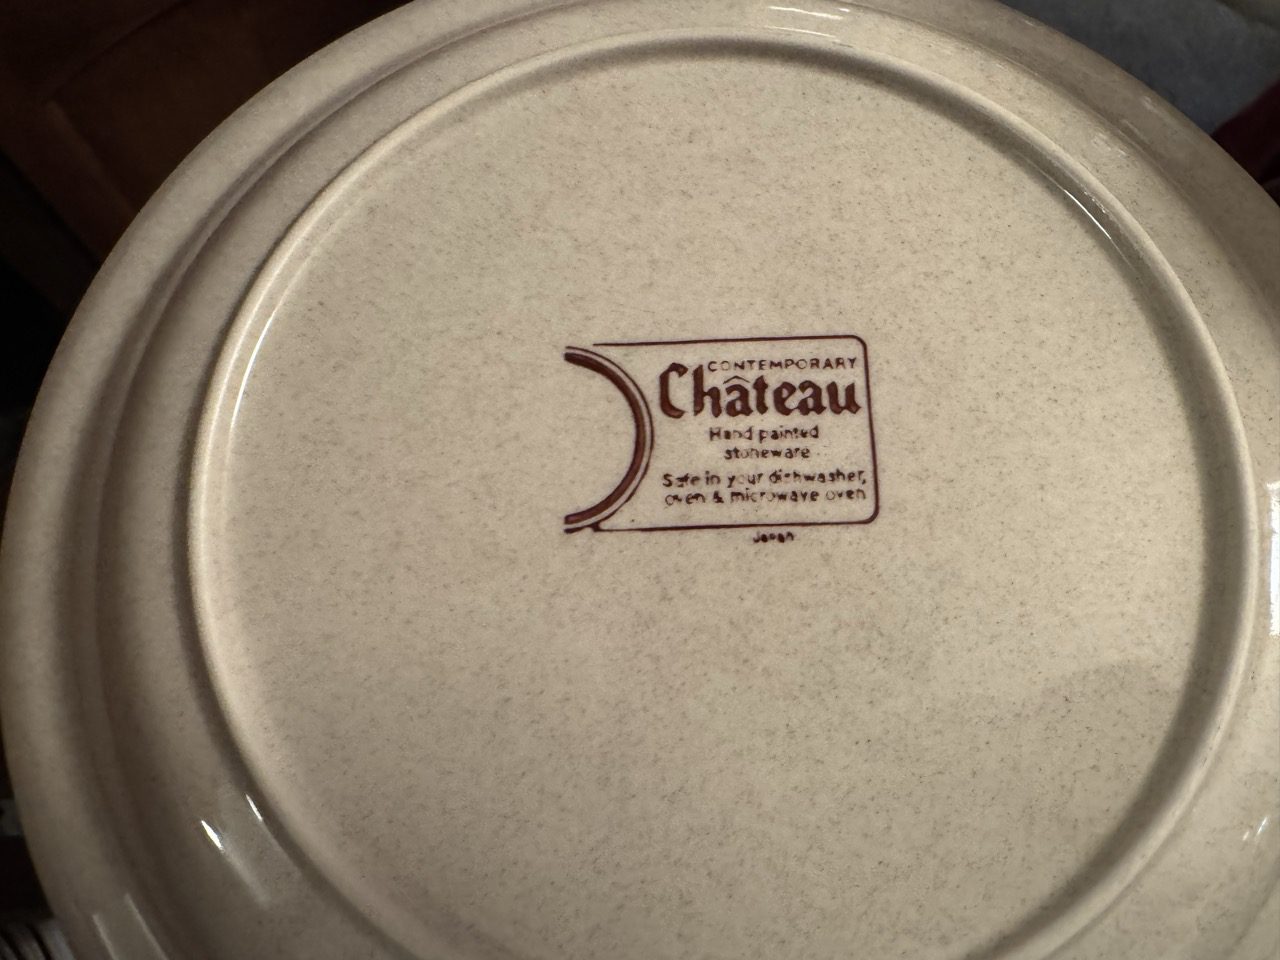 CONTEMPORARY
Château
Hand painted
stoneware
Safe in your dishwasher,
oven & microwave oven
Japan